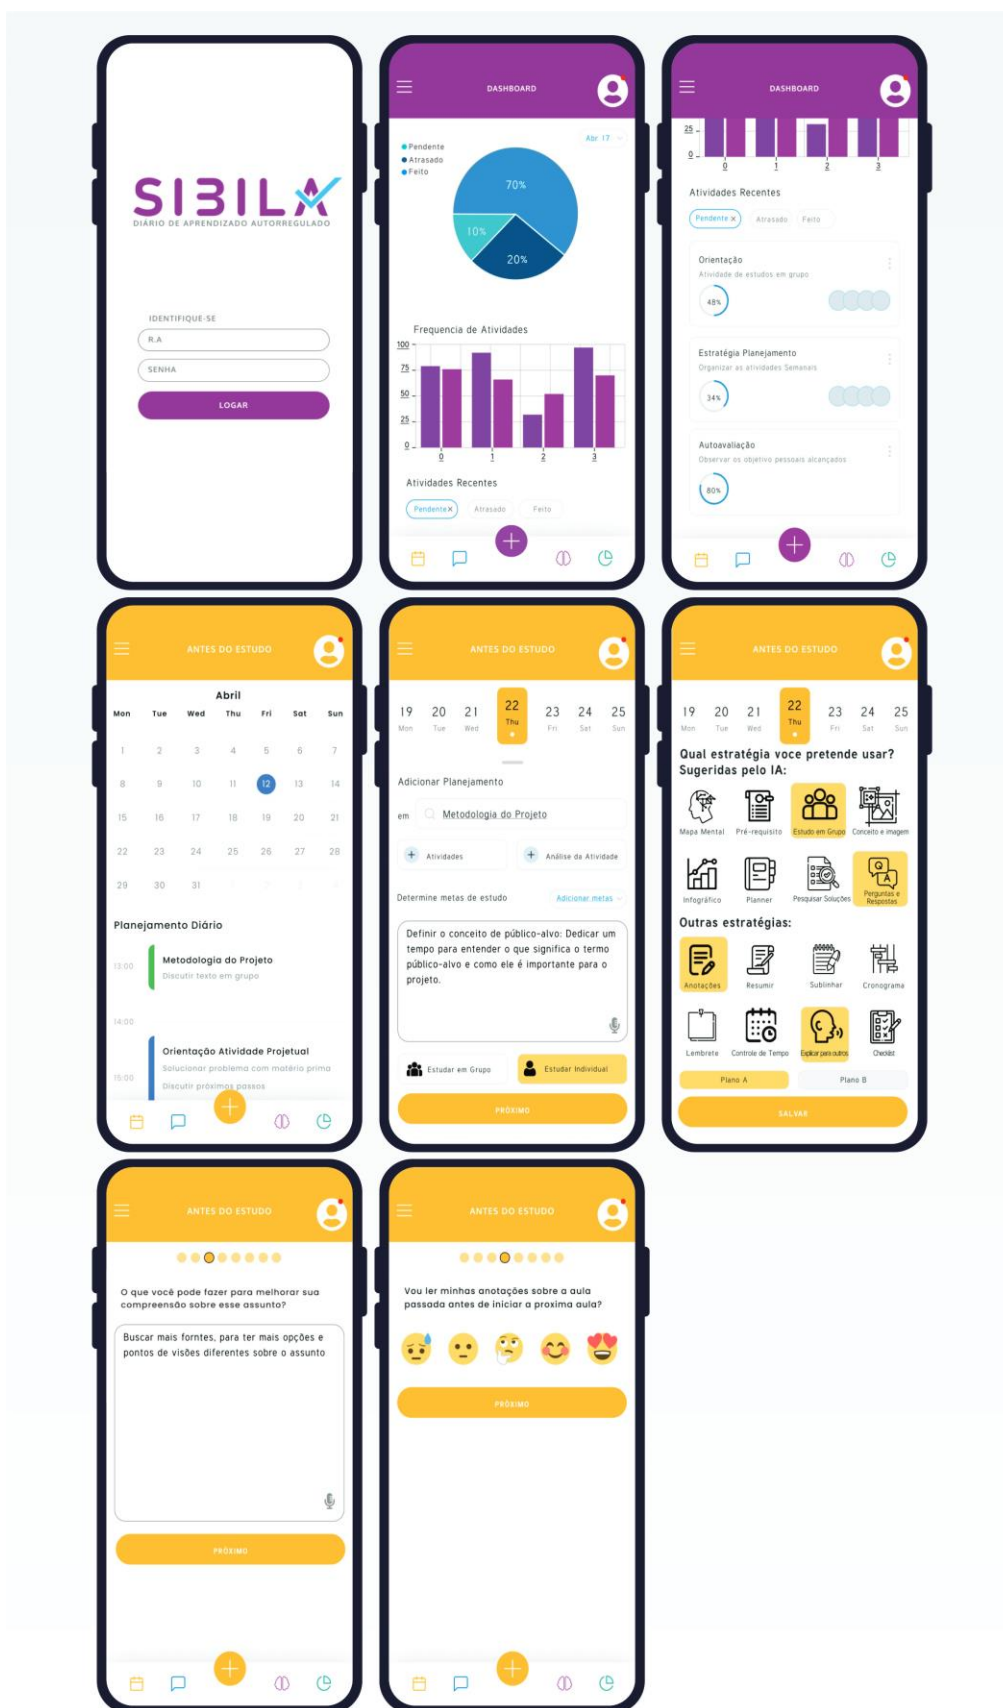 SIBILA
DIÁRIO DE APRENDIZADO AUTORREGULADO
IDENTIFIQUE-SE
R.A
SENHA
LOGAR
DASHBOARD
Abr 17
Pendente
Atrasado
Feito
70%
10%
20%
Frequencia de Atividades
100
75
50
25
0
0 1 2 3
Atividades Recentes
Pendente X Atrasado Feito
DASHBOARD
25
0
0 1 2 3
Atividades Recentes
Pendente X Atrasado Feito
Orientação
Atividade de estudos em grupo
48%
Estratégia Planejamento
Organizar as atividades Semanais
34%
Autoavaliação
Observar os objetivo pessoais alcançados
80%
ANTES DO ESTUDO
Abril
Mon Tue Wed Thu Fri Sat Sun
1 2 3 4 5 6 7
8 9 10 11 12 13 14
15 16 17 18 19 20 21
22 23 24 25 26 27 28
29 30 31
Planejamento Diário
13:00
Metodologia do Projeto
Discutir texto em grupo
14:00
Orientação Atividade Projetual
Solucionar problema com matério prima
15:00
Discutir próximos passos
ANTES DO ESTUDO
19 20 21 22 23 24 25
Mon Tue Wed Thu Fri Sat Sun
Adicionar Planejamento
em Metodologia do Projeto
+ Atividades + Análise da Atividade
Determine metas de estudo Adicionar metas
Definir o conceito de público-alvo: Dedicar um
tempo para entender o que significa o termo
público-alvo e como ele é importante para o
projeto.
Estudar em Grupo Estudar Individual
PRÓXIMO
ANTES DO ESTUDO
19 20 21 22 23 24 25
Mon Tue Wed Thu Fri Sat Sun
Qual estratégia voce pretende usar?
Sugeridas pelo IA:
Mapa Mental Pré-requisito Estudo em Grupo Conceito e imagem
Q
A
Infográfico Planner Pesquisar Soluções Perguntas e
Respostas
Outras estratégias:
Anotações Resumir Sublinhar Cronograma
Lembrete Controle de Tempo Explicar para outros Checklist
Plano A Plano B
SALVAR
ANTES DO ESTUDO
O que você pode fazer para melhorar sua
compreensão sobre esse assunto?
Buscar mais forntes, para ter mais opções e
pontos de visões diferentes sobre o assunto
PRÓXIMO
ANTES DO ESTUDO
Vou ler minhas anotações sobre a aula
passada antes de iniciar a proxima aula?
PRÓXIMO